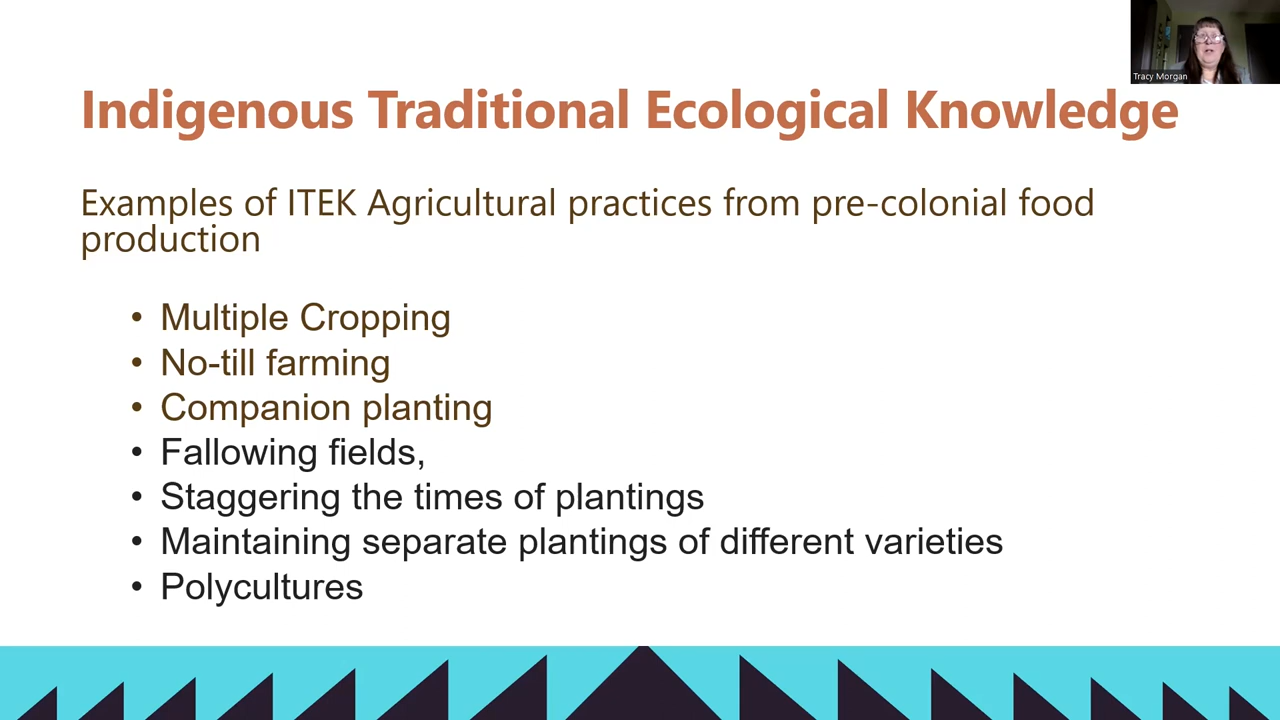 Tracy Morgan
Indigenous Traditional Ecological Knowledge
Examples of ITEK Agricultural practices from pre-colonial food
production
• Multiple Cropping
• No-till farming
• Companion planting
• Fallowing fields,
• Staggering the times of plantings
• Maintaining separate plantings of different varieties
• Polycultures